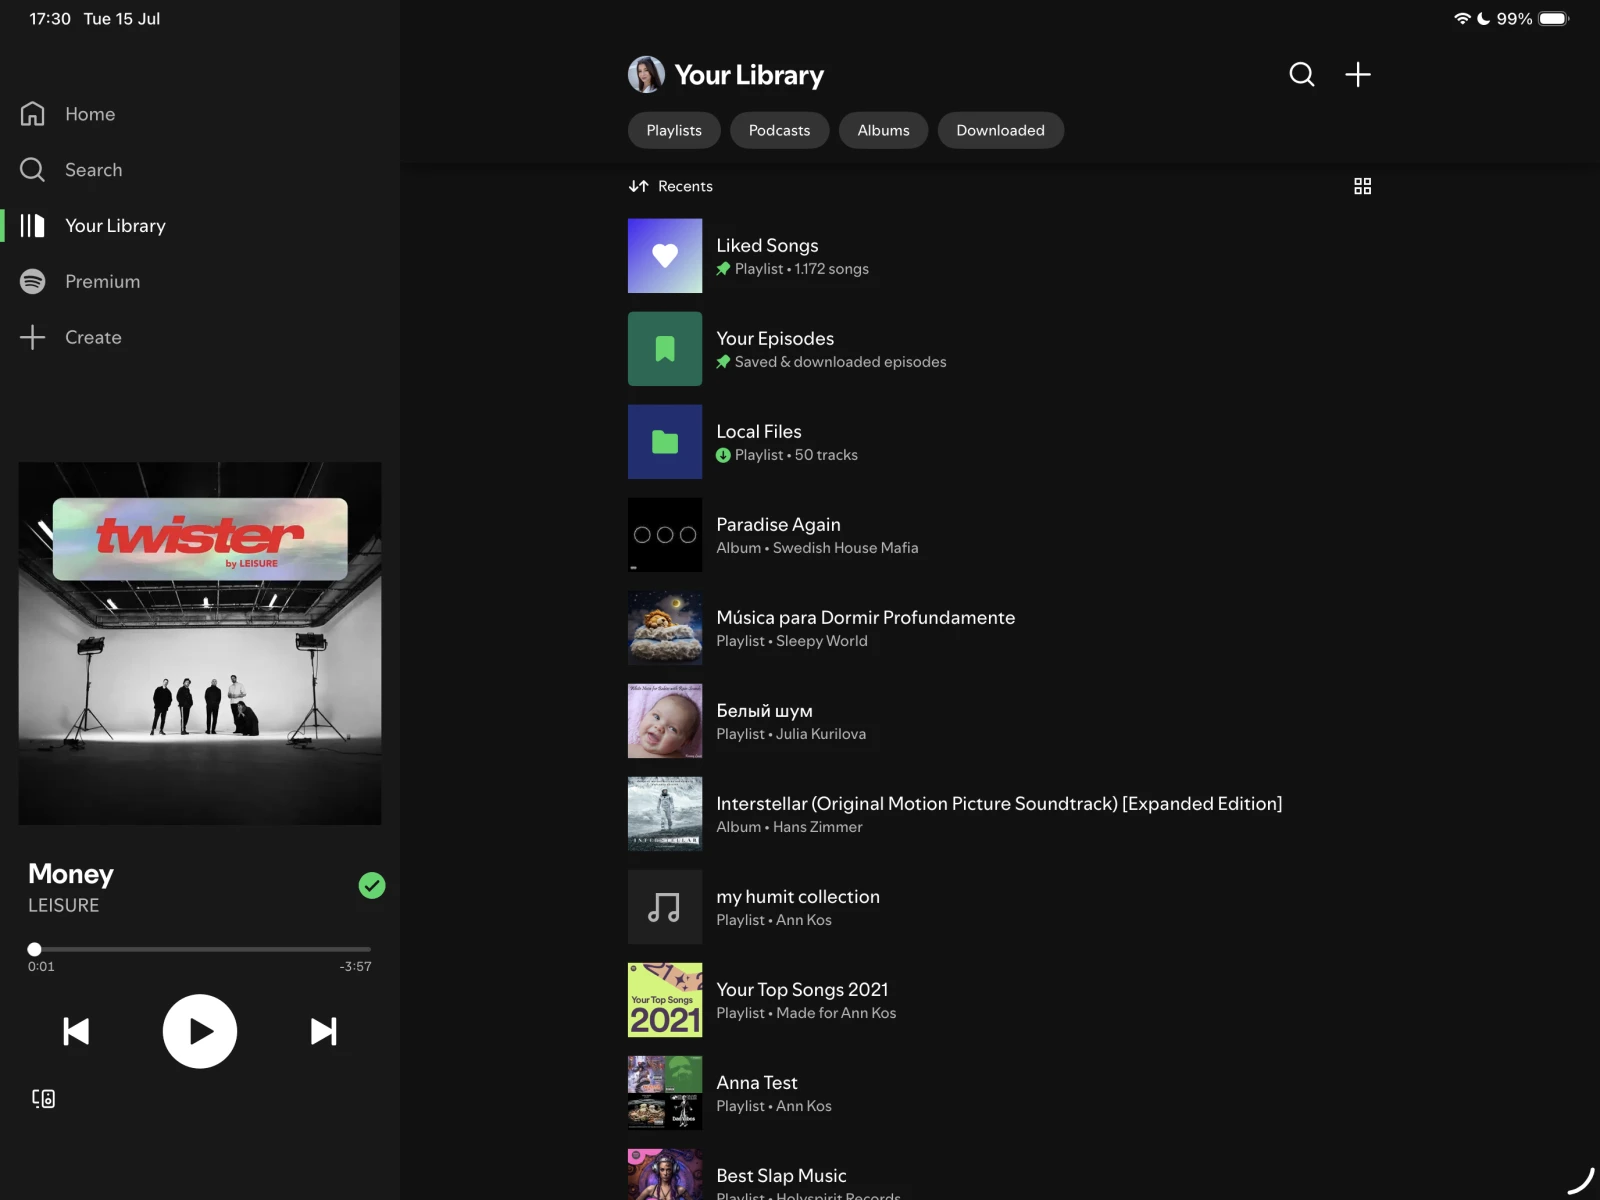 17:30 Tue 15 Jul
99%
Home
Search
Your Library
Premium
Create
twister
by LEISURE
Money
LEISURE
0:01
-3:57
Your Library
Playlists
Podcasts
Albums
Downloaded
Recents
Liked Songs
Playlist • 1.172 songs
Your Episodes
Saved & downloaded episodes
Local Files
Playlist • 50 tracks
Paradise Again
Album • Swedish House Mafia
Música para Dormir Profundamente
Playlist • Sleepy World
Белый шум
Playlist • Julia Kurilova
Interstellar (Original Motion Picture Soundtrack) [Expanded Edition]
Album • Hans Zimmer
INTERSTELLAR
my humit collection
Playlist • Ann Kos
Your Top Songs 2021
Playlist • Made for Ann Kos
Your Top Songs
2021
Anna Test
Playlist • Ann Kos
Best Slap Music
Playlist • Holyspirit Records